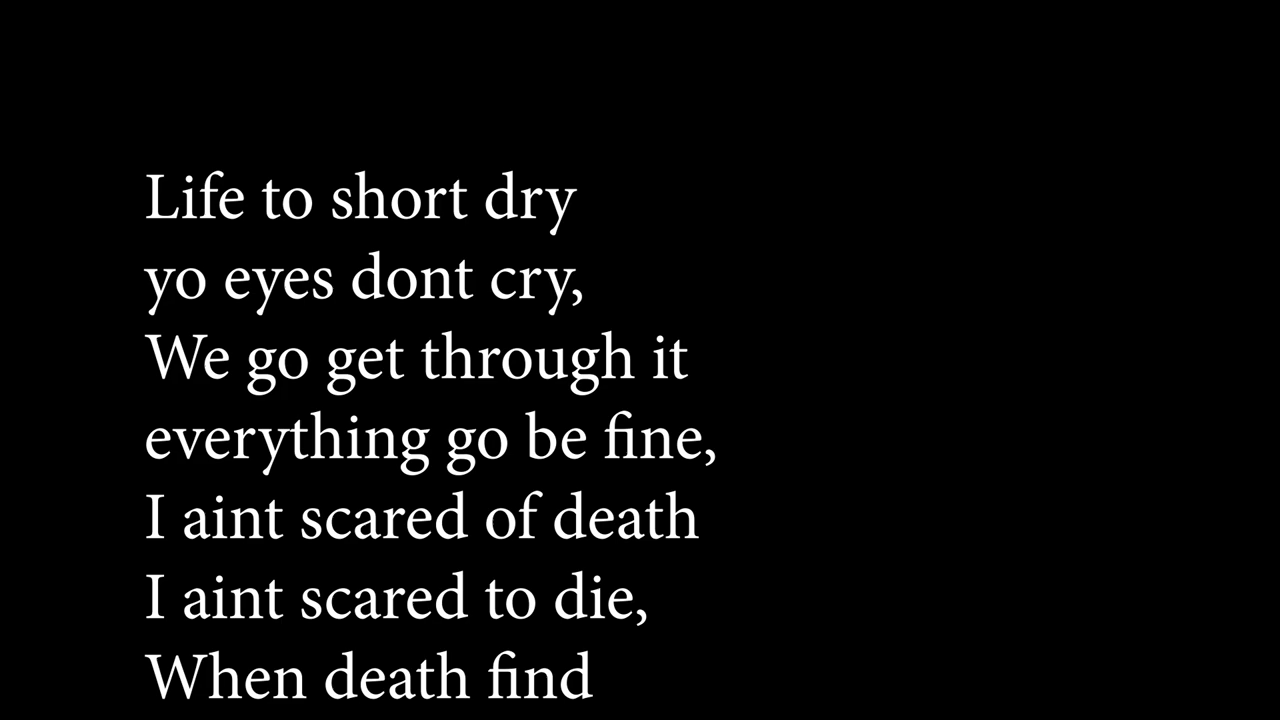 Life to short dry
yo eyes dont cry,
We go get through it
everything go be fine,
I aint scared of death
I aint scared to die,
When death find